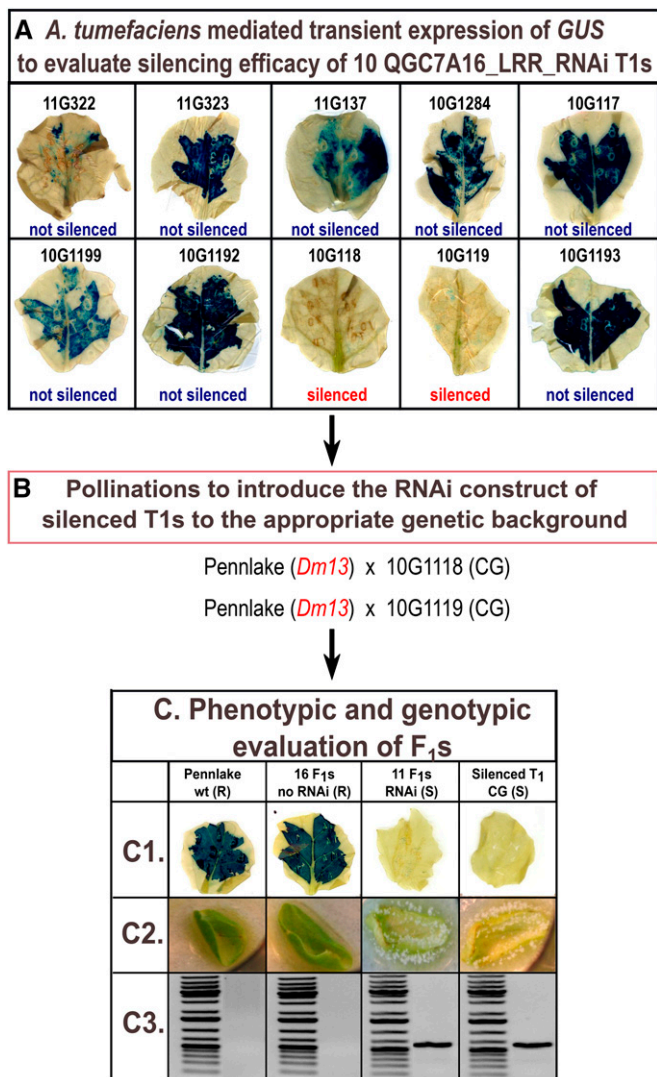 A A. tumefaciens mediated transient expression of GUS
to evaluate silencing efficacy of 10 QGC7A16_LRR_RNAi T1s
11G322 11G323 11G137 10G1284 10G117
not silenced not silenced not silenced not silenced not silenced
10G1199 10G1192 10G118 10G119 10G1193
not silenced not silenced silenced silenced not silenced
B Pollinations to introduce the RNAi construct of
silenced T1s to the appropriate genetic background
Pennlake (Dm13) x 10G1118 (CG)
Pennlake (Dm13) x 10G1119 (CG)
C. Phenotypic and genotypic
evaluation of F1s
Pennlake 16 F1s 11 F1s Silenced T1
wt (R) no RNAi (R) RNAi (S) CG (S)
C1.
C2.
C3.